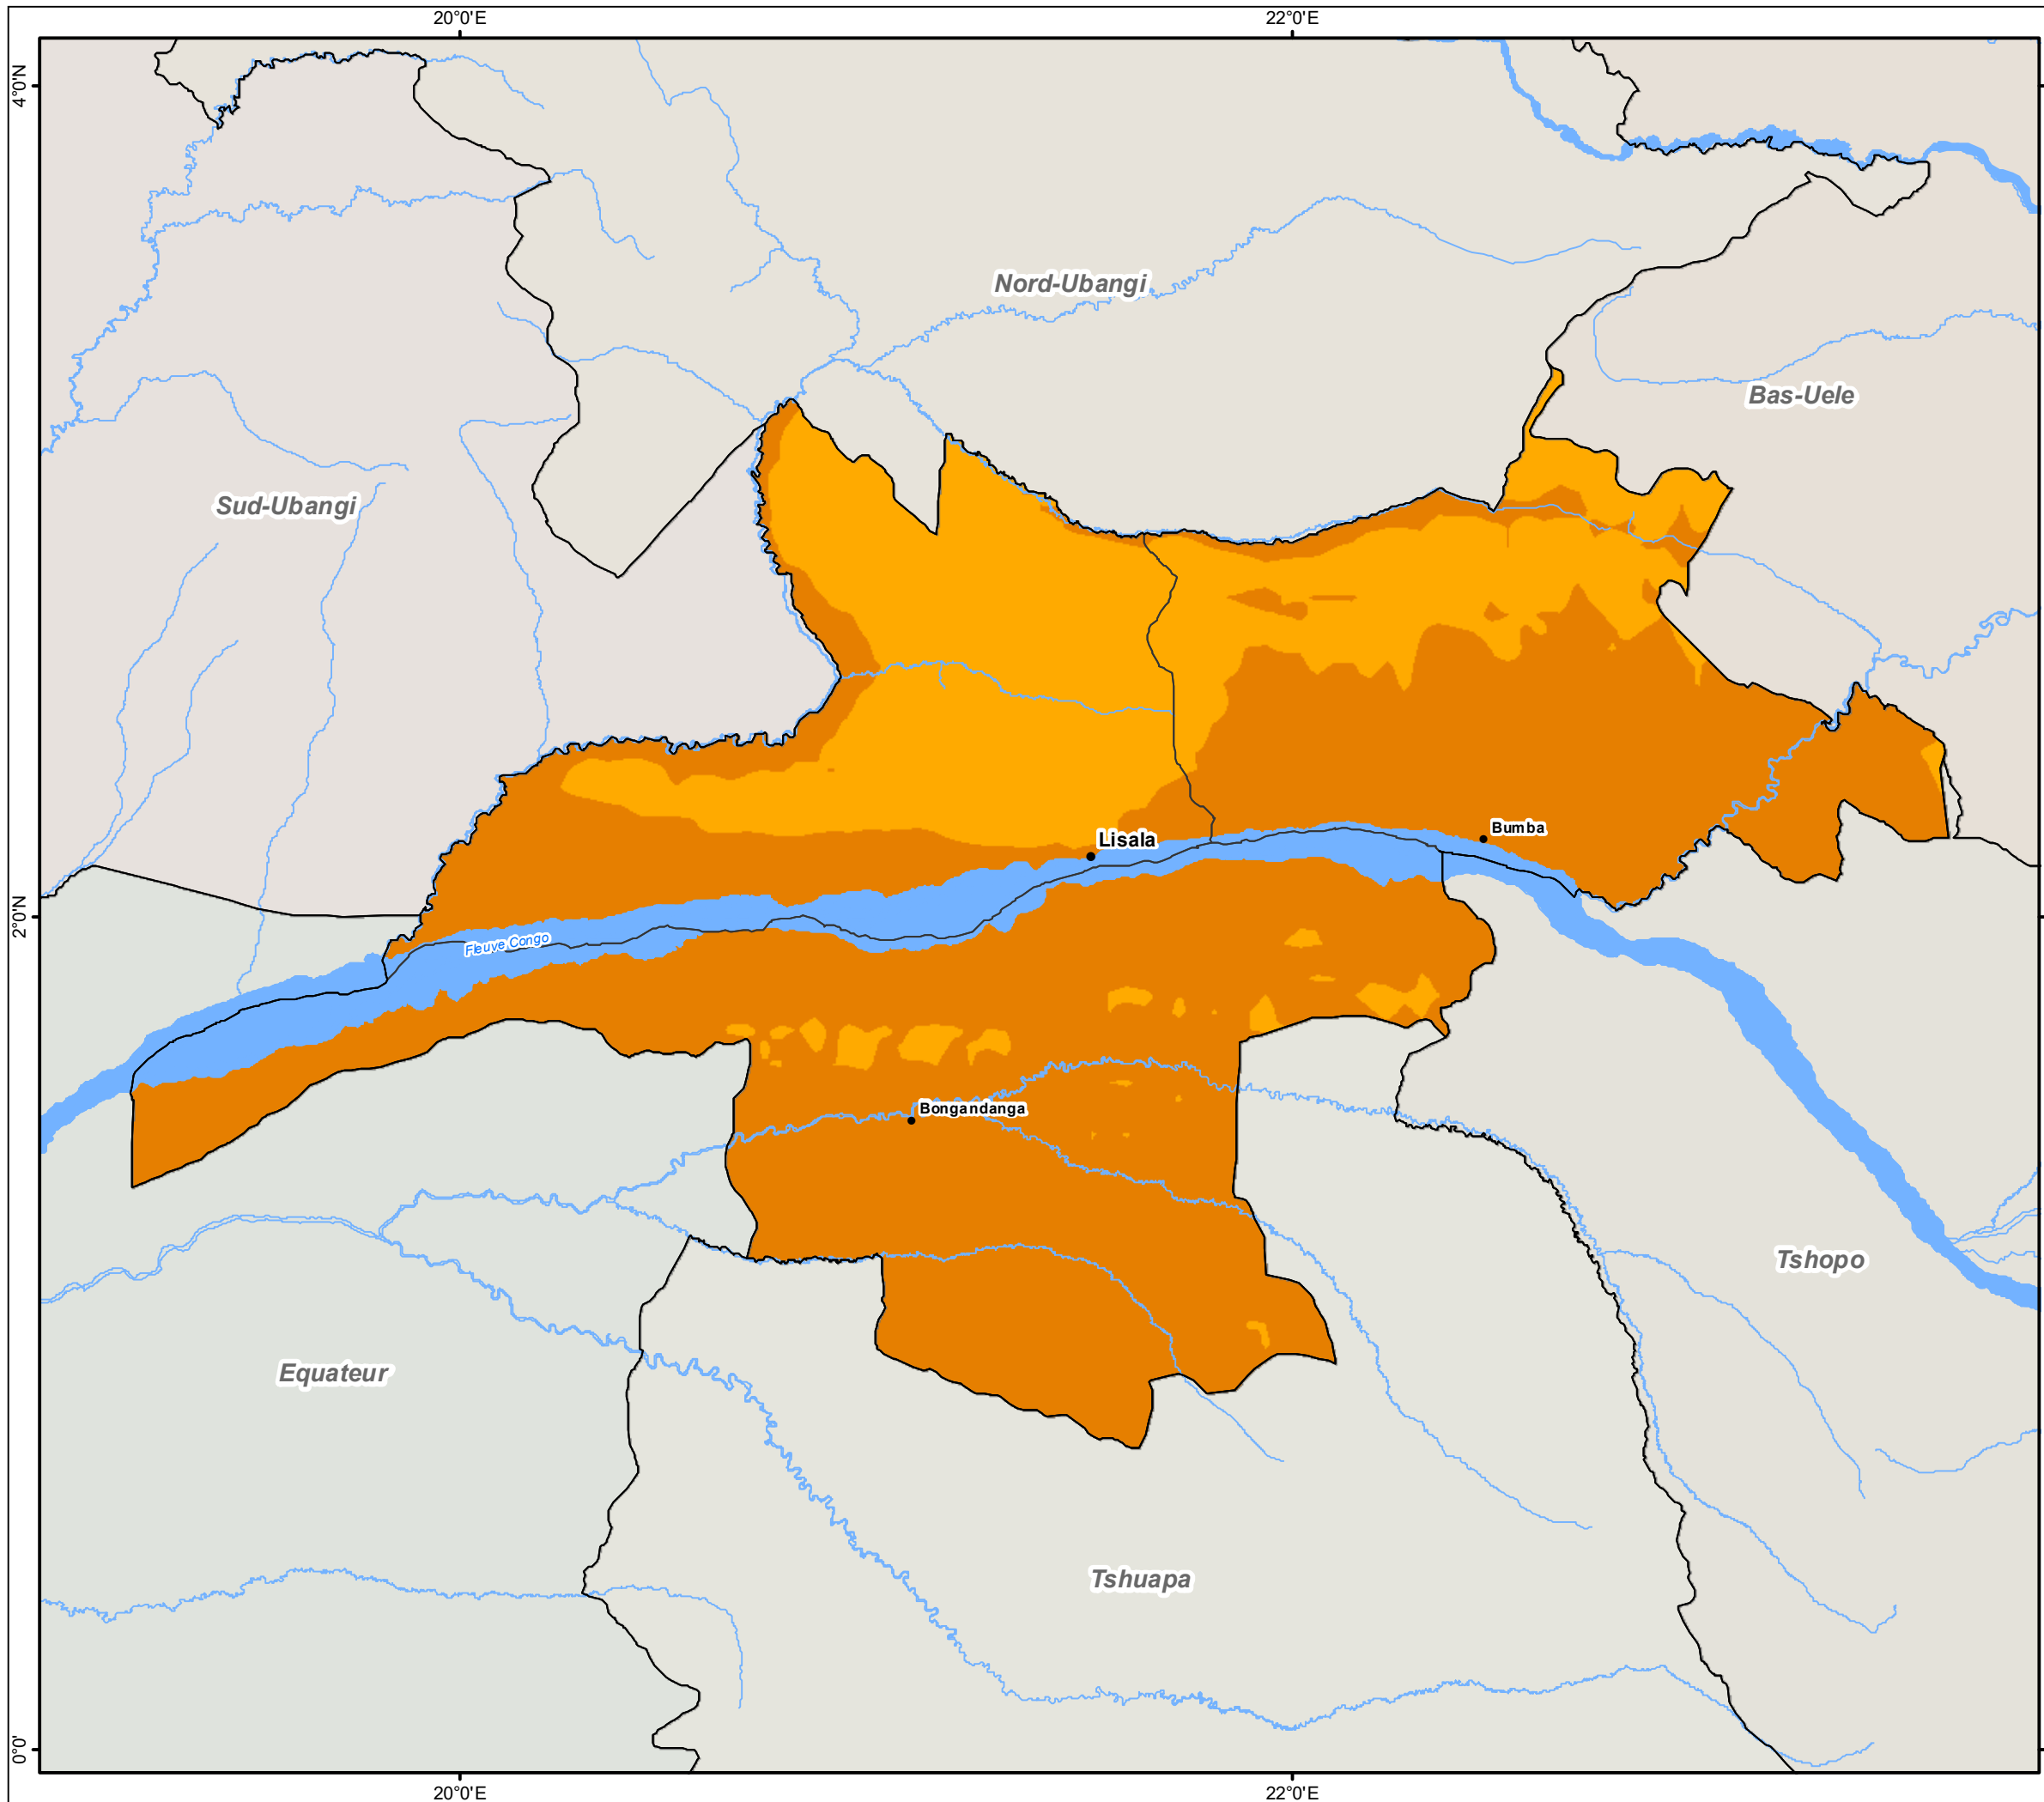 20°0'E
22°0'E
4°0'N
Nord-Ubangi
Bas-Uele
Sud-Ubangi
Bumba
Lisala
2°0'N
Fleuve Congo
Bongandanga
Tshopo
Equateur
Tshuapa
0°0'
20°0'E
22°0'E